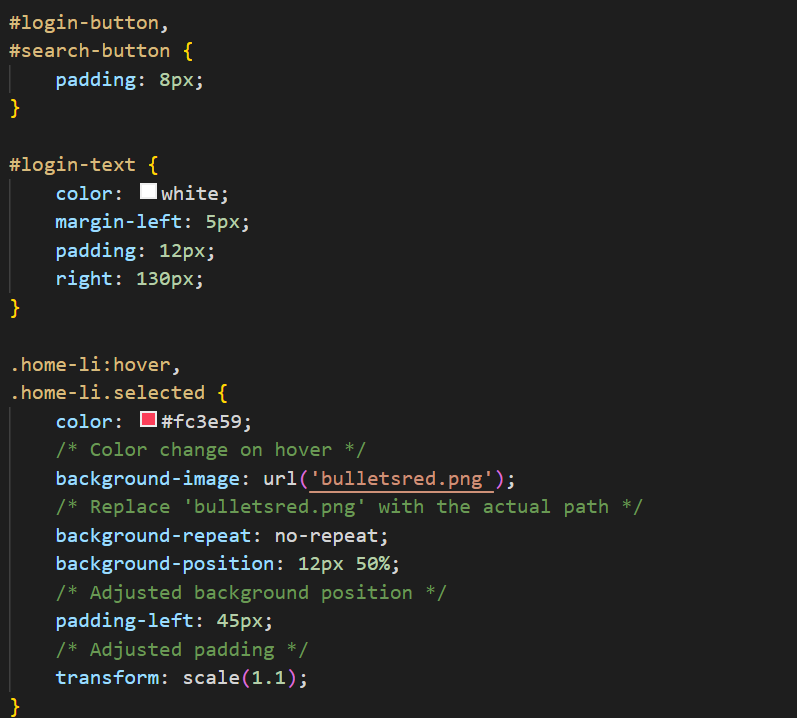 #login-button,
#search-button {
    padding: 8px;
}

#login-text {
    color: white;
    margin-left: 5px;
    padding: 12px;
    right: 130px;
}

.home-li:hover,
.home-li.selected {
    color: #fc3e59;
    /* Color change on hover */
    background-image: url('bulletsred.png');
    /* Replace 'bulletsred.png' with the actual path */
    background-repeat: no-repeat;
    background-position: 12px 50%;
    /* Adjusted background position */
    padding-left: 45px;
    /* Adjusted padding */
    transform: scale(1.1);
}